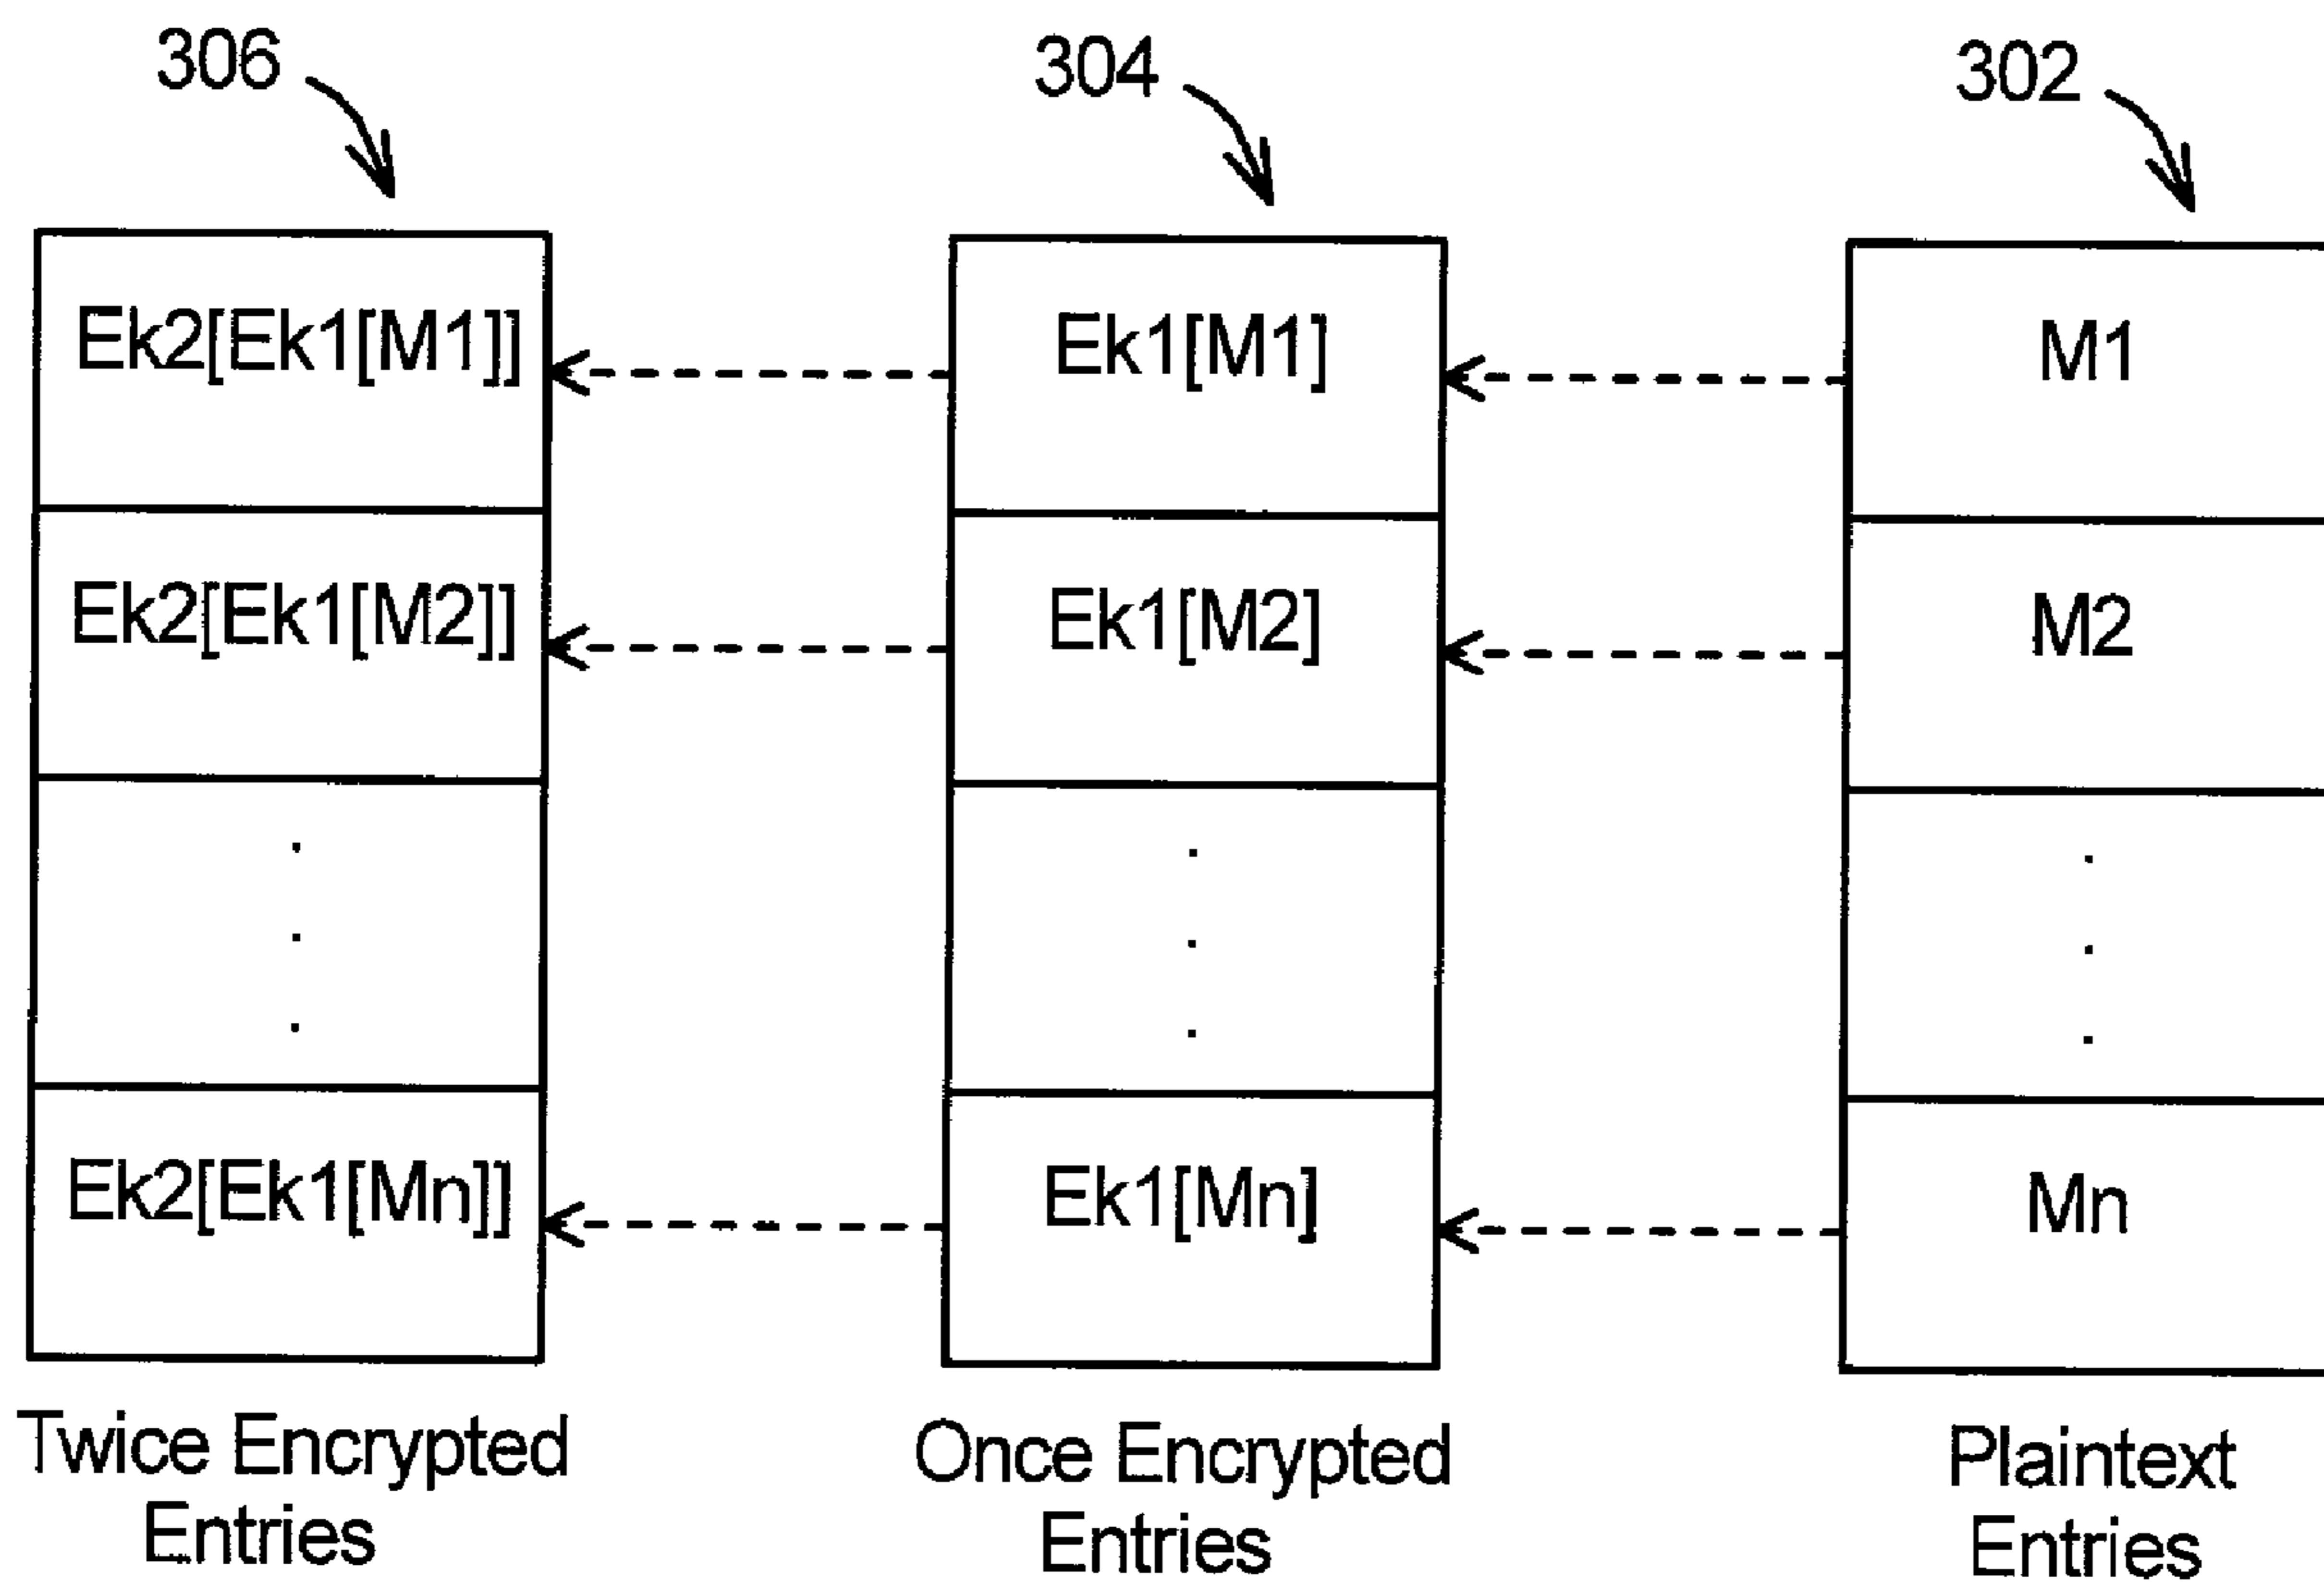 306
304
302
Ek2[Ek1[M1]]
Ek1[M1]
M1
Ek2[Ek1[M2]]
Ek1[M2]
M2
.
.
.
.
.
.
.
.
.
Ek2[Ek1[Mn]]
Ek1[Mn]
Mn
Twice Encrypted
Entries
Once Encrypted
Entries
Plaintext
Entries